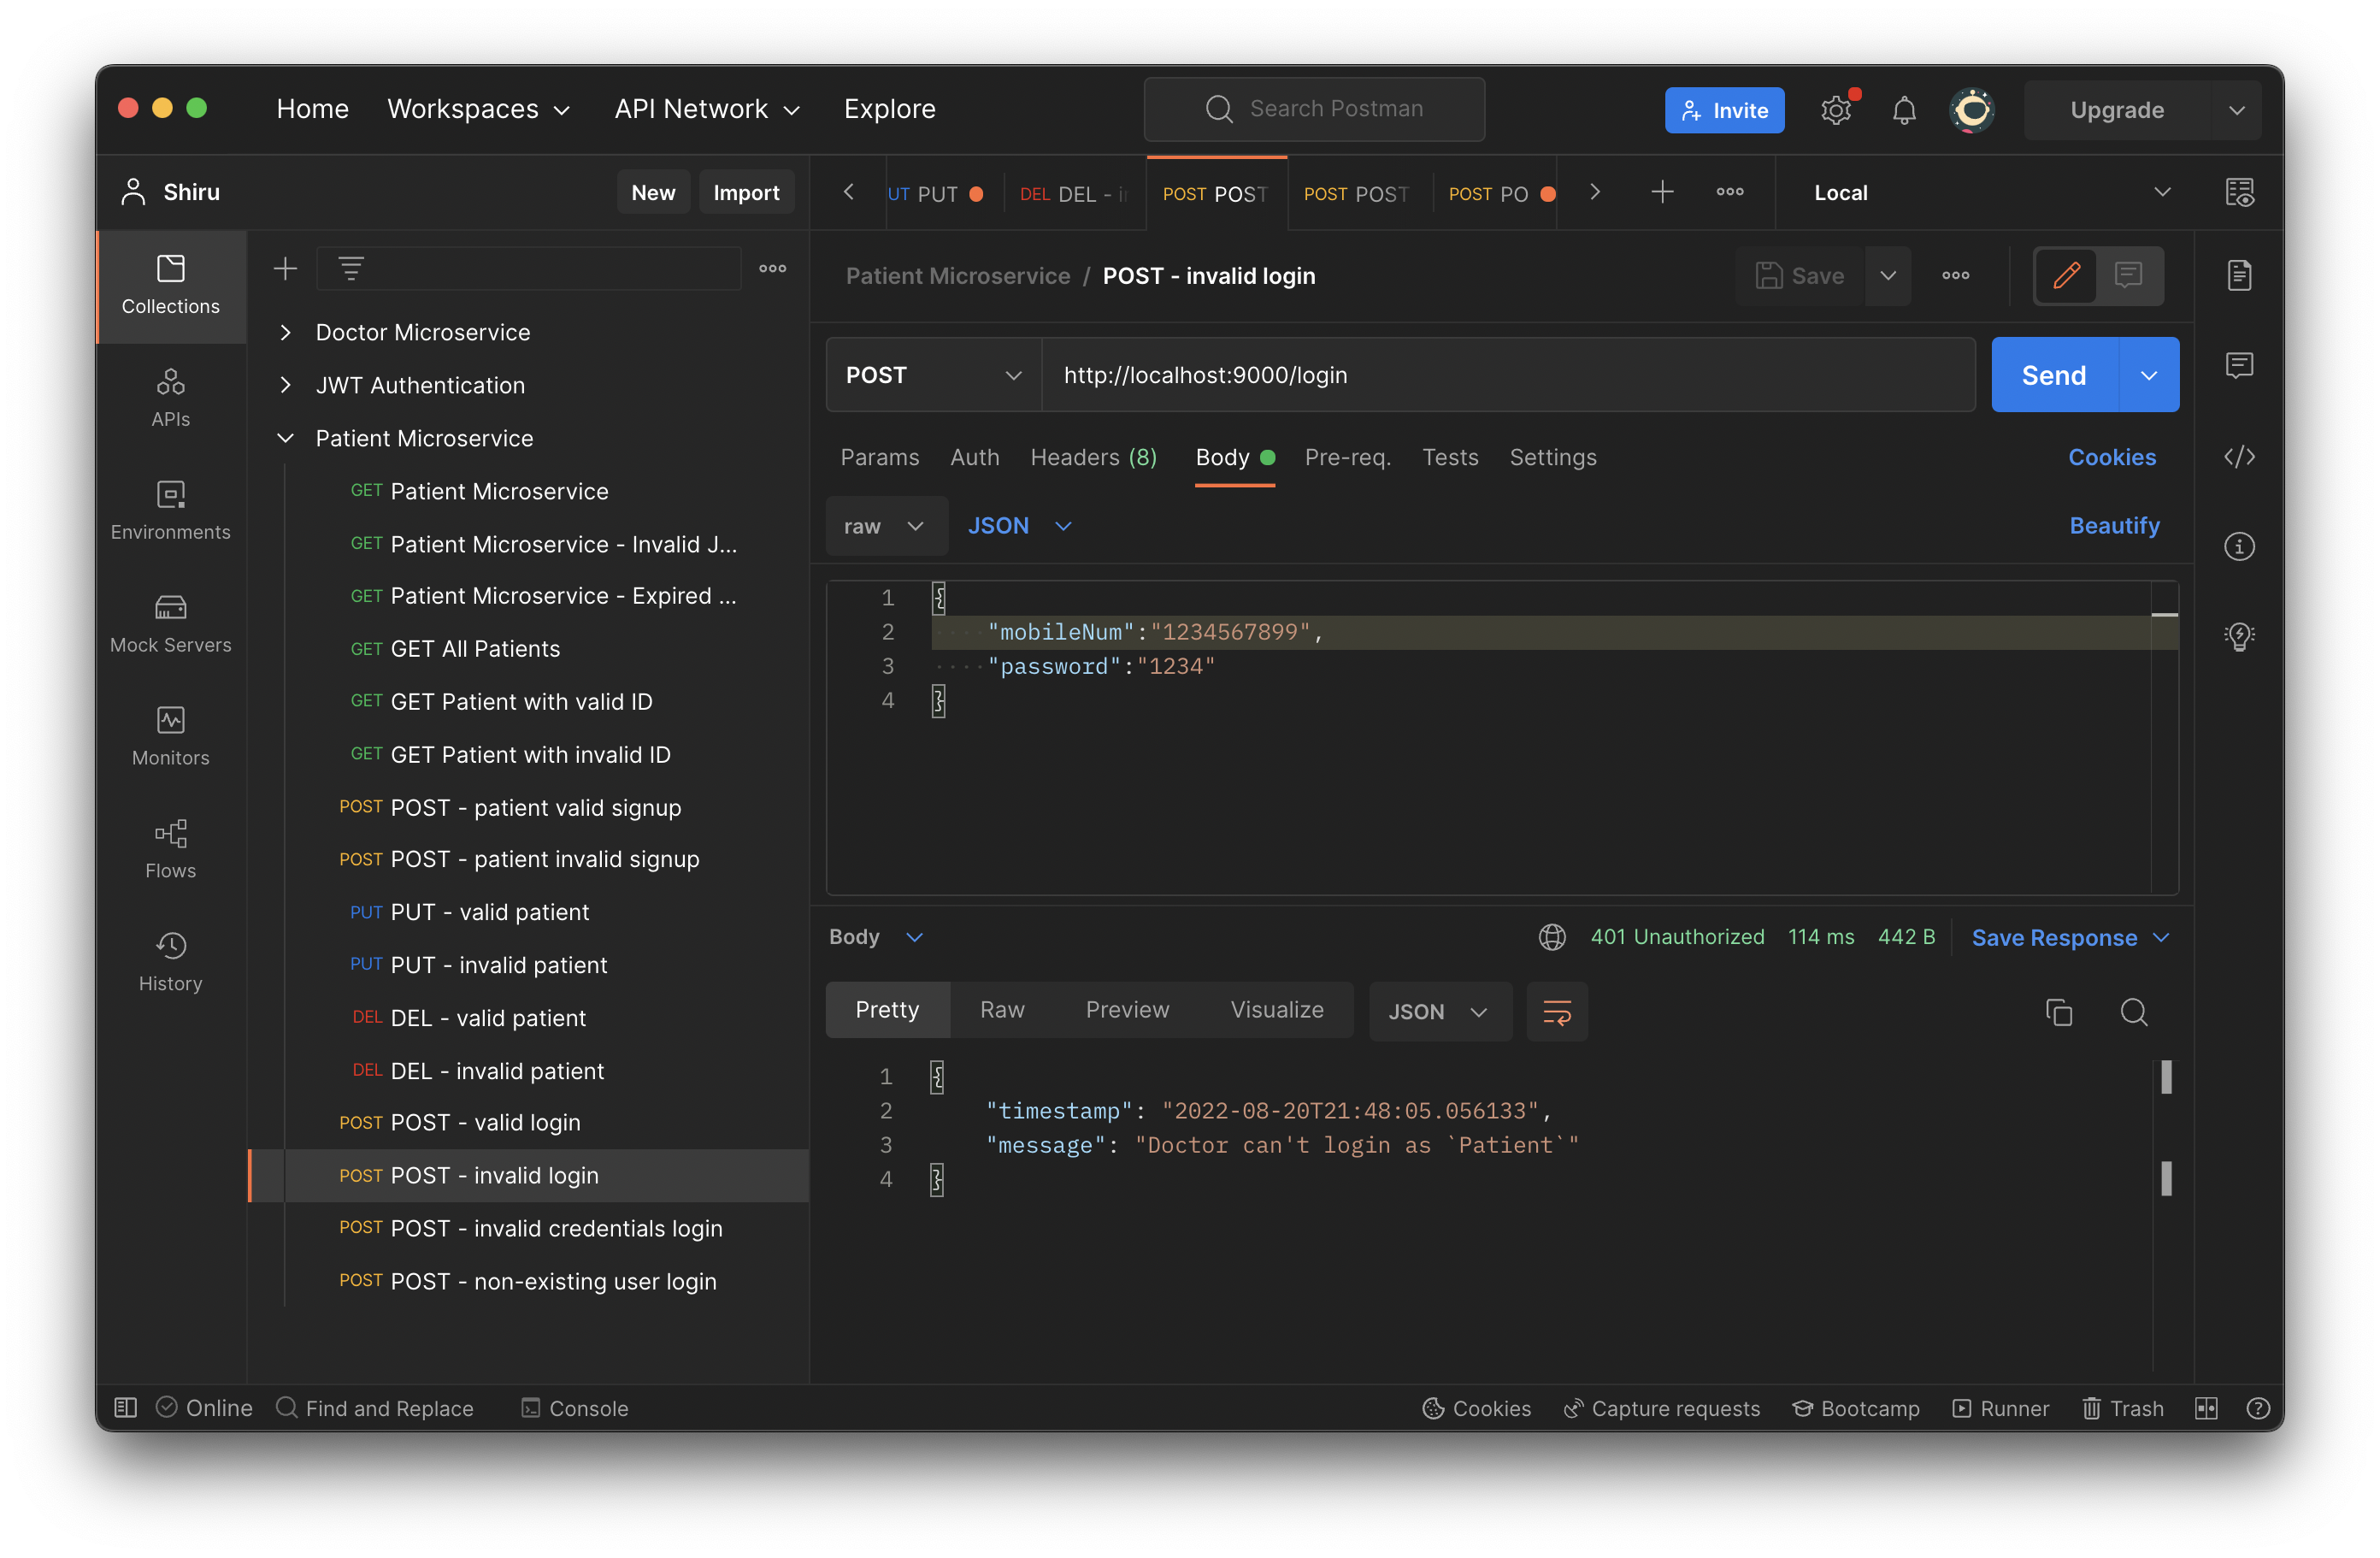 Home Workspaces API Network Explore Search Postman Invite Upgrade
Shiru New Import
UT PUT DEL DEL - i POST POST POST POST POST PO Local
Collections
APIs
Environments
Mock Servers
Monitors
Flows
History
Doctor Microservice
JWT Authentication
Patient Microservice
GET Patient Microservice
GET Patient Microservice - Invalid J...
GET Patient Microservice - Expired ...
GET GET All Patients
GET GET Patient with valid ID
GET GET Patient with invalid ID
POST POST - patient valid signup
POST POST - patient invalid signup
PUT PUT - valid patient
PUT PUT - invalid patient
DEL DEL - valid patient
DEL DEL - invalid patient
POST POST - valid login
POST POST - invalid login
POST POST - invalid credentials login
POST POST - non-existing user login
Patient Microservice / POST - invalid login Save
POST http://localhost:9000/login Send
Params Auth Headers (8) Body Pre-req. Tests Settings Cookies
raw JSON Beautify
1 {
2 "mobileNum":"1234567899",
3 "password":"1234"
4 }
Body 401 Unauthorized 114 ms 442 B Save Response
Pretty Raw Preview Visualize JSON
1 {
2 "timestamp": "2022-08-20T21:48:05.056133",
3 "message": "Doctor can't login as `Patient`"
4 }
Online Find and Replace Console Cookies Capture requests Bootcamp Runner Trash